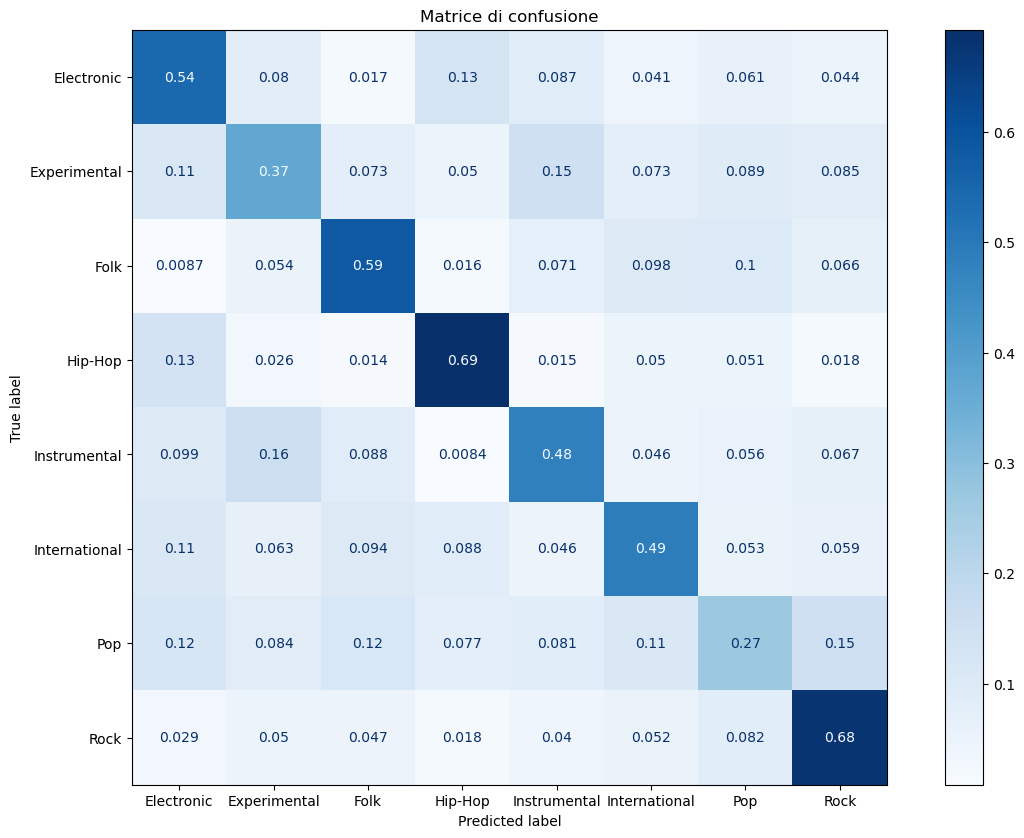 Matrice di confusione
True label
Electronic 0.54 0.08 0.017 0.13 0.087 0.041 0.061 0.044
Experimental 0.11 0.37 0.073 0.05 0.15 0.073 0.089 0.085
Folk 0.0087 0.054 0.59 0.016 0.071 0.098 0.1 0.066
Hip-Hop 0.13 0.026 0.014 0.69 0.015 0.05 0.051 0.018
Instrumental 0.099 0.16 0.088 0.0084 0.48 0.046 0.056 0.067
International 0.11 0.063 0.094 0.088 0.046 0.49 0.053 0.059
Pop 0.12 0.084 0.12 0.077 0.081 0.11 0.27 0.15
Rock 0.029 0.05 0.047 0.018 0.04 0.052 0.082 0.68
Electronic Experimental Folk Hip-Hop Instrumental International Pop Rock
Predicted label
0.6
0.5
0.4
0.3
0.2
0.1